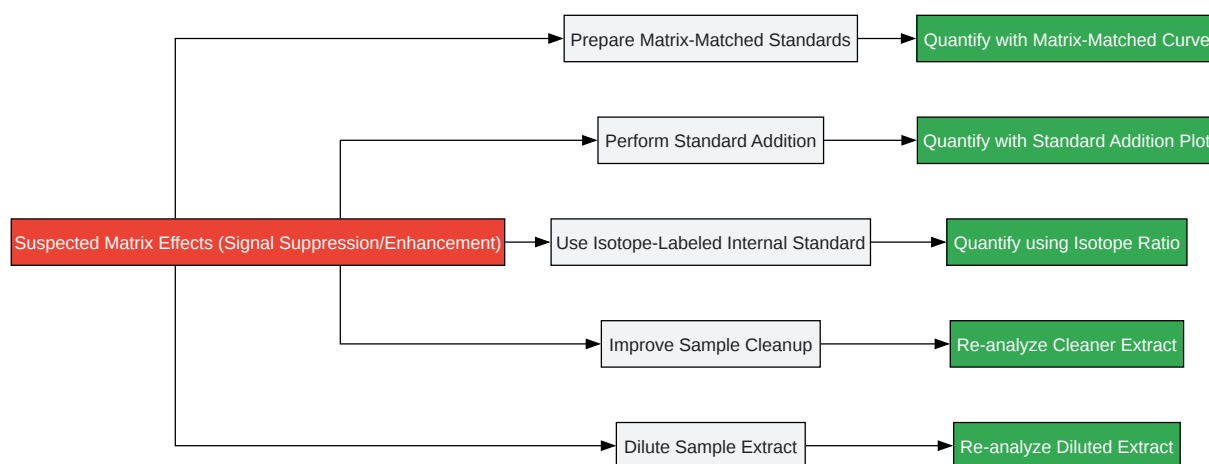 Prepare Matrix-Matched Standards
Quantify with Matrix-Matched Curve
Perform Standard Addition
Quantify with Standard Addition Plot
Suspected Matrix Effects (Signal Suppression/Enhancement)
Use Isotope-Labeled Internal Standard
Quantify using Isotope Ratio
Improve Sample Cleanup
Re-analyze Cleaner Extract
Dilute Sample Extract
Re-analyze Diluted Extract